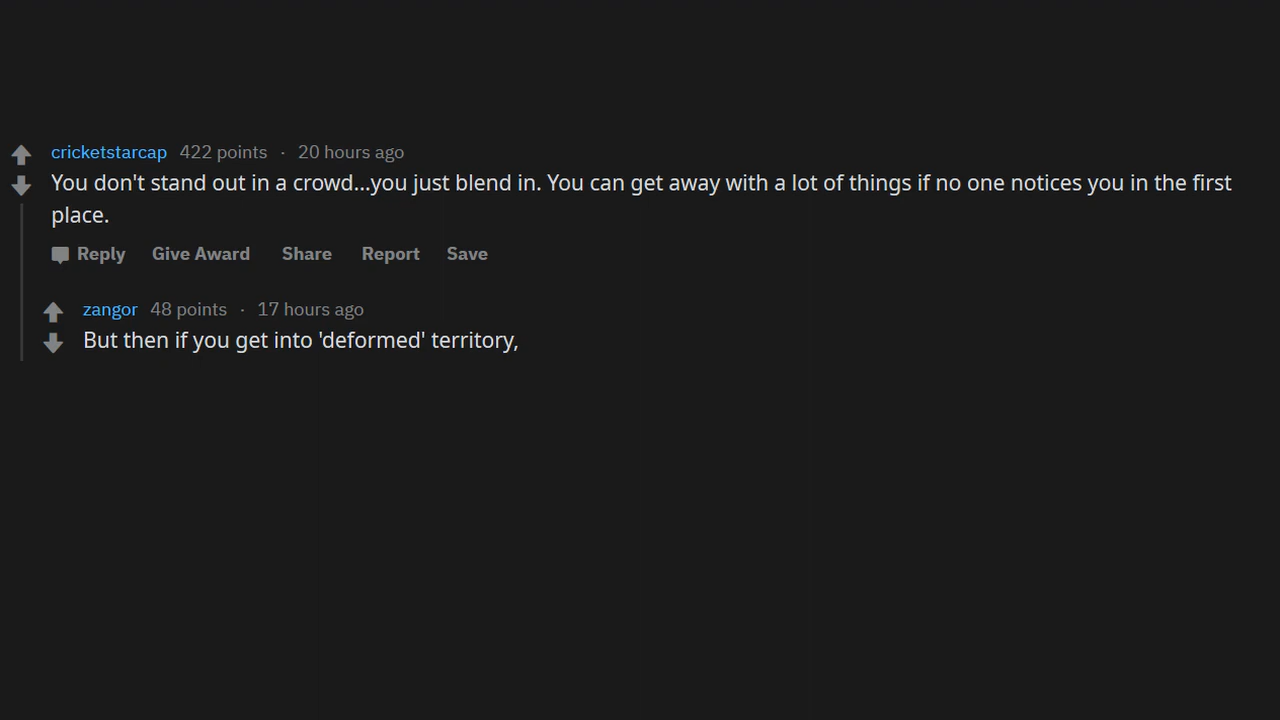 cricketstarcap 422 points · 20 hours ago
You don't stand out in a crowd...you just blend in. You can get away with a lot of things if no one notices you in the first
place.
Reply Give Award Share Report Save
zangor 48 points · 17 hours ago
But then if you get into 'deformed' territory,